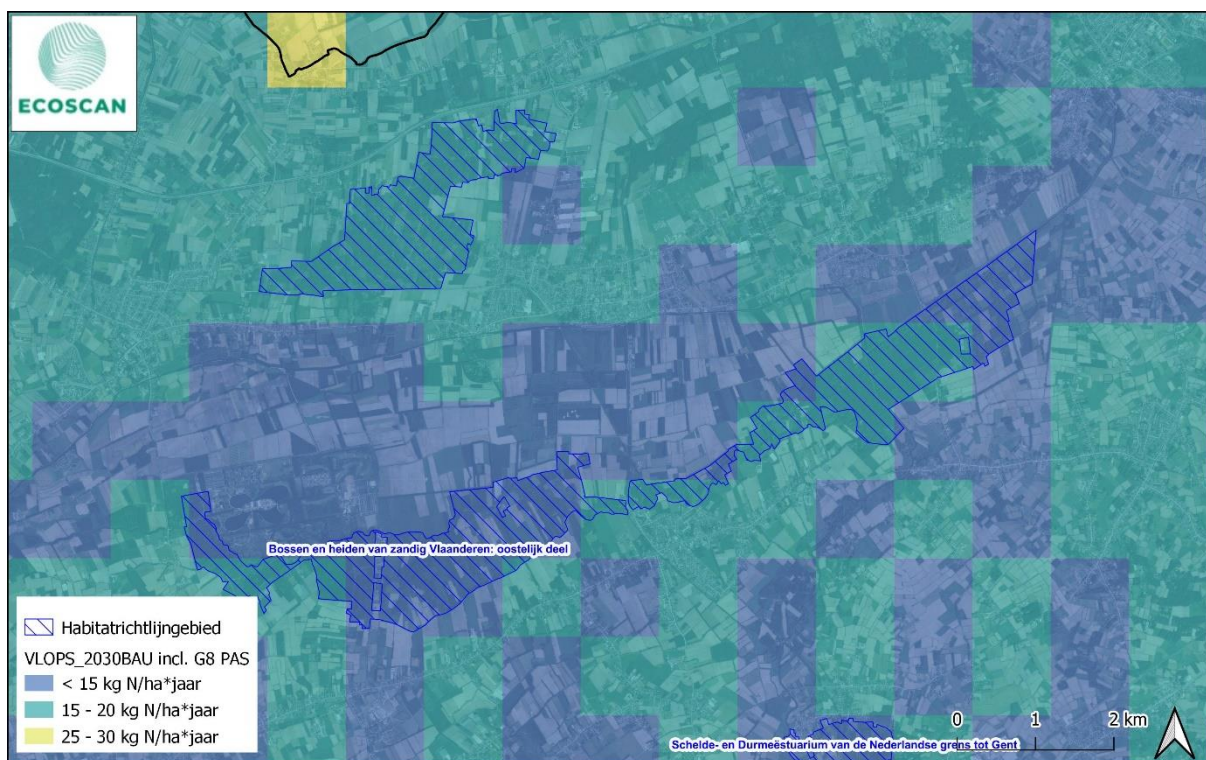 ECOSCAN
Bossen en heiden van zandig Vlaanderen: oostelijk deel
Habitatrichtlijngebied
VLOPS_2030BAU incl. G8 PAS
< 15 kg N/ha*jaar
15 - 20 kg N/ha*jaar
25 - 30 kg N/ha*jaar
0 1 2 km
Schelde- en Durmeëstuarium van de Nederlandse grens tot Gent